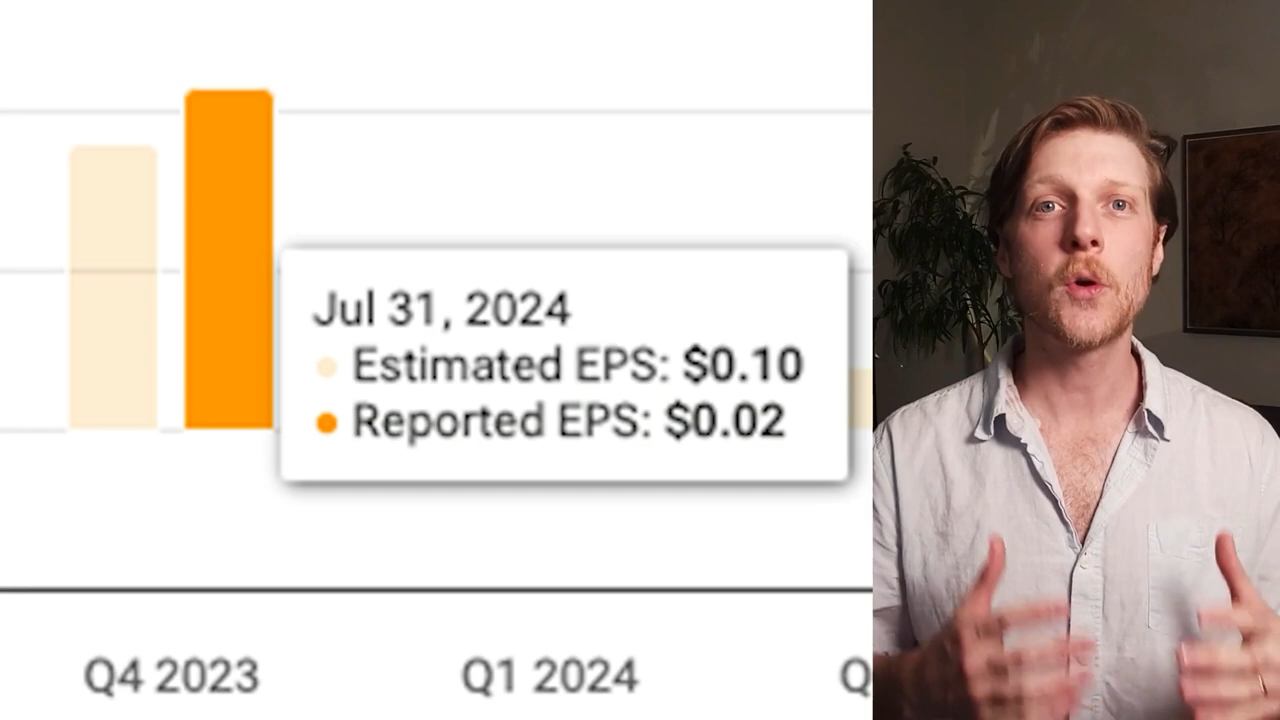 Jul 31, 2024
Estimated EPS: $0.10
Reported EPS: $0.02
Q4 2023
Q1 2024
Q